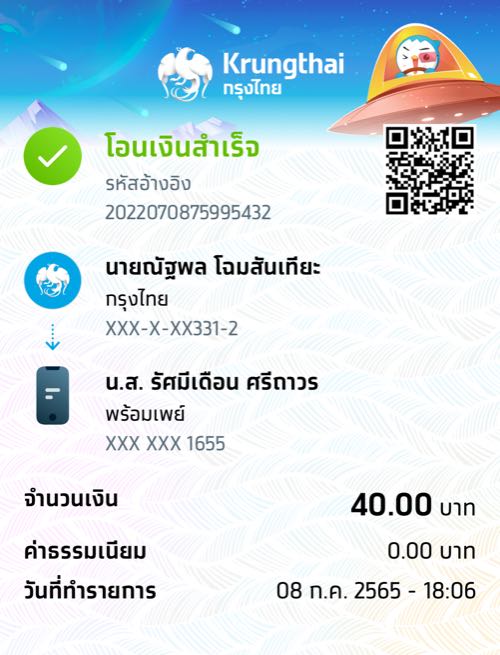 Krungthai
กรุงไทย
โอนเงินสำเร็จ
รหัสอ้างอิง
2022070875995432
นายณัฐพล โฉมสันเทียะ
กรุงไทย
XXX-X-XX331-2
น.ส. รัศมีเดือน ศรีถาวร
พร้อมเพย์
XXX XXX 1655
จำนวนเงิน 40.00 บาท
ค่าธรรมเนียม 0.00 บาท
วันที่ทำรายการ 08 ก.ค. 2565 - 18:06